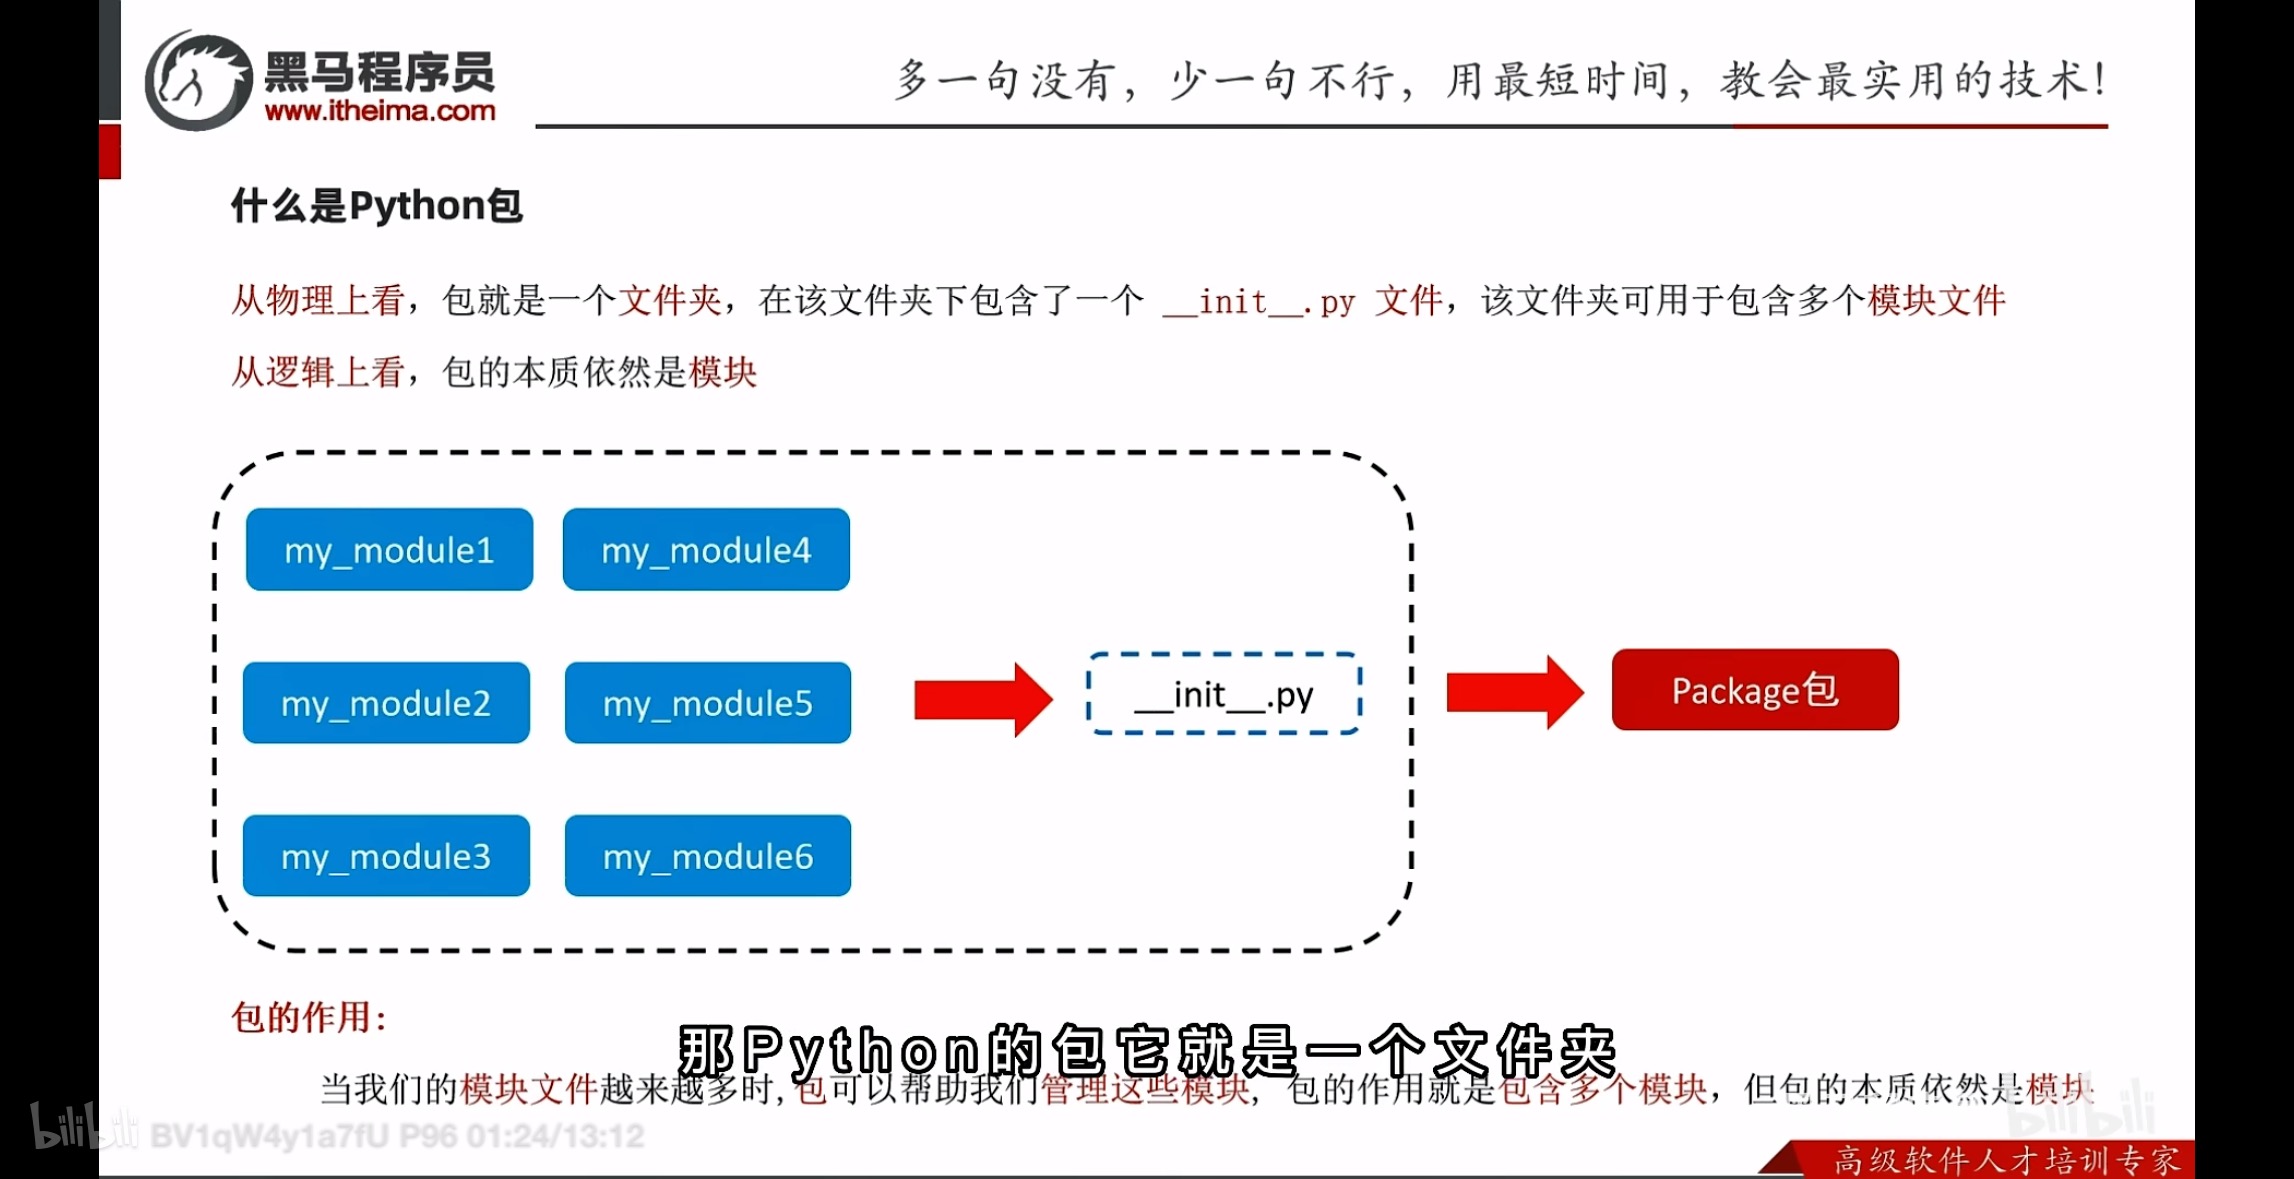 黑马程序员
www.itheima.com
多一句没有，少一句不行，用最短时间，教会最实用的技术！
什么是Python包
从物理上看，包就是一个文件夹，在该文件夹下包含了一个 __init__.py 文件，该文件夹可用于包含多个模块文件
从逻辑上看，包的本质依然是模块
my_module1 my_module4
my_module2 my_module5
__init__.py
Package包
my_module3 my_module6
包的作用：
那Python的包它就是一个文件夹
当我们的模块文件越来越多时,包可以帮助我们管理这些模块, 包的作用就是包含多个模块，但包的本质依然是模块
bilibili BV1qW4y1a7fU P96 01:24/13:12
bilibili
高级软件人才培训专家